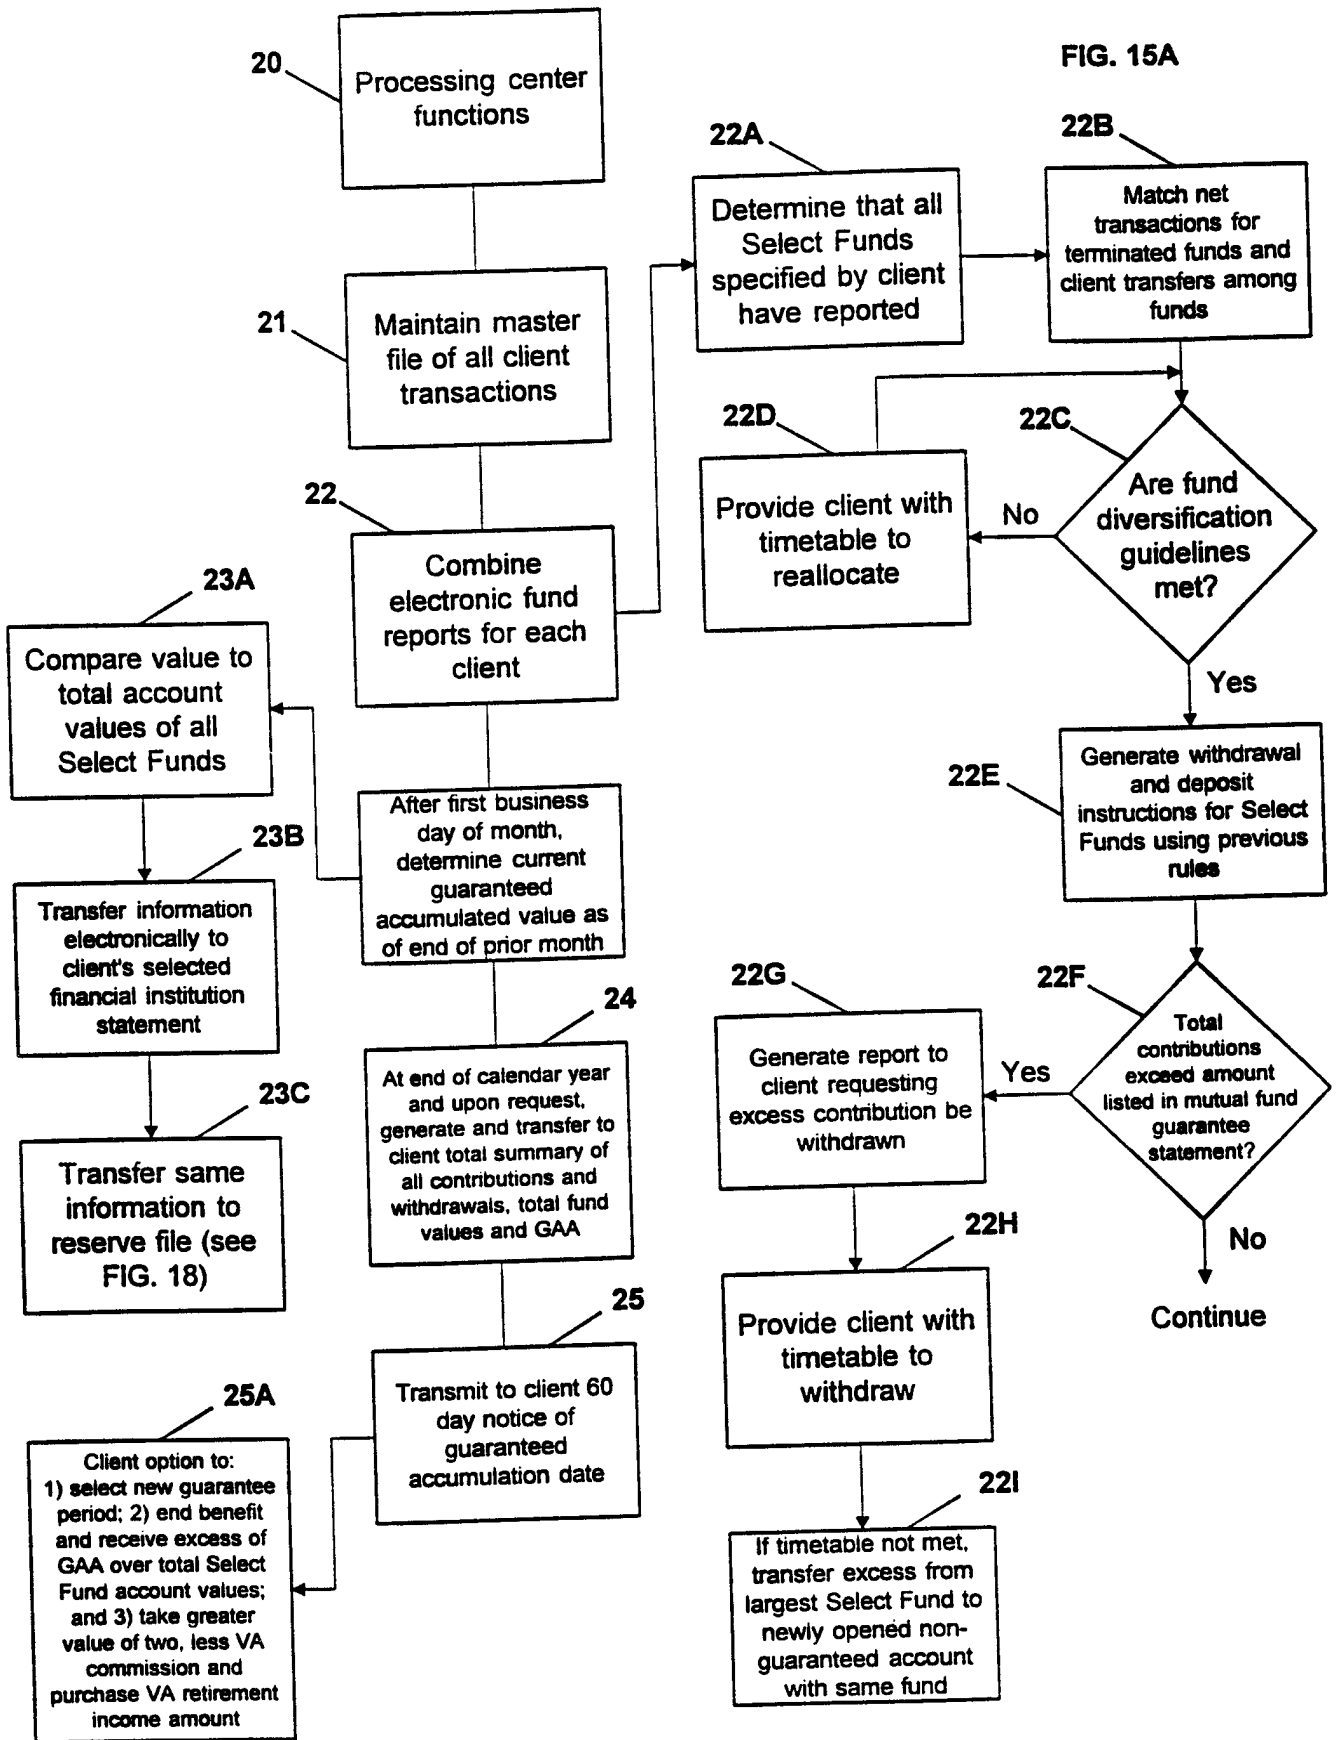 FIG. 15A
20
Processing center
functions
21
Maintain master
file of all client
transactions
22
Combine
electronic fund
reports for each
client
22A
Determine that all
Select Funds
specified by client
have reported
22B
Match net
transactions for
terminated funds and
client transfers among
funds
22C
Are fund
diversification
guidelines
met?
No
Yes
22D
Provide client with
timetable to
reallocate
22E
Generate withdrawal
and deposit
instructions for Select
Funds using previous
rules
22F
Total
contributions
exceed amount
listed in mutual fund
guarantee
statement?
Yes
No
Continue
22G
Generate report to
client requesting
excess contribution be
withdrawn
22H
Provide client with
timetable to
withdraw
22I
If timetable not met,
transfer excess from
largest Select Fund to
newly opened non-
guaranteed account
with same fund
After first business
day of month,
determine current
guaranteed
accumulated value as
of end of prior month
23A
Compare value to
total account
values of all
Select Funds
23B
Transfer information
electronically to
client's selected
financial institution
statement
23C
Transfer same
information to
reserve file (see
FIG. 18)
24
At end of calendar year
and upon request,
generate and transfer to
client total summary of
all contributions and
withdrawals, total fund
values and GAA
25
Transmit to client 60
day notice of
guaranteed
accumulation date
25A
Client option to:
1) select new guarantee
period; 2) end benefit
and receive excess of
GAA over total Select
Fund account values;
and 3) take greater
value of two, less VA
commission and
purchase VA retirement
income amount